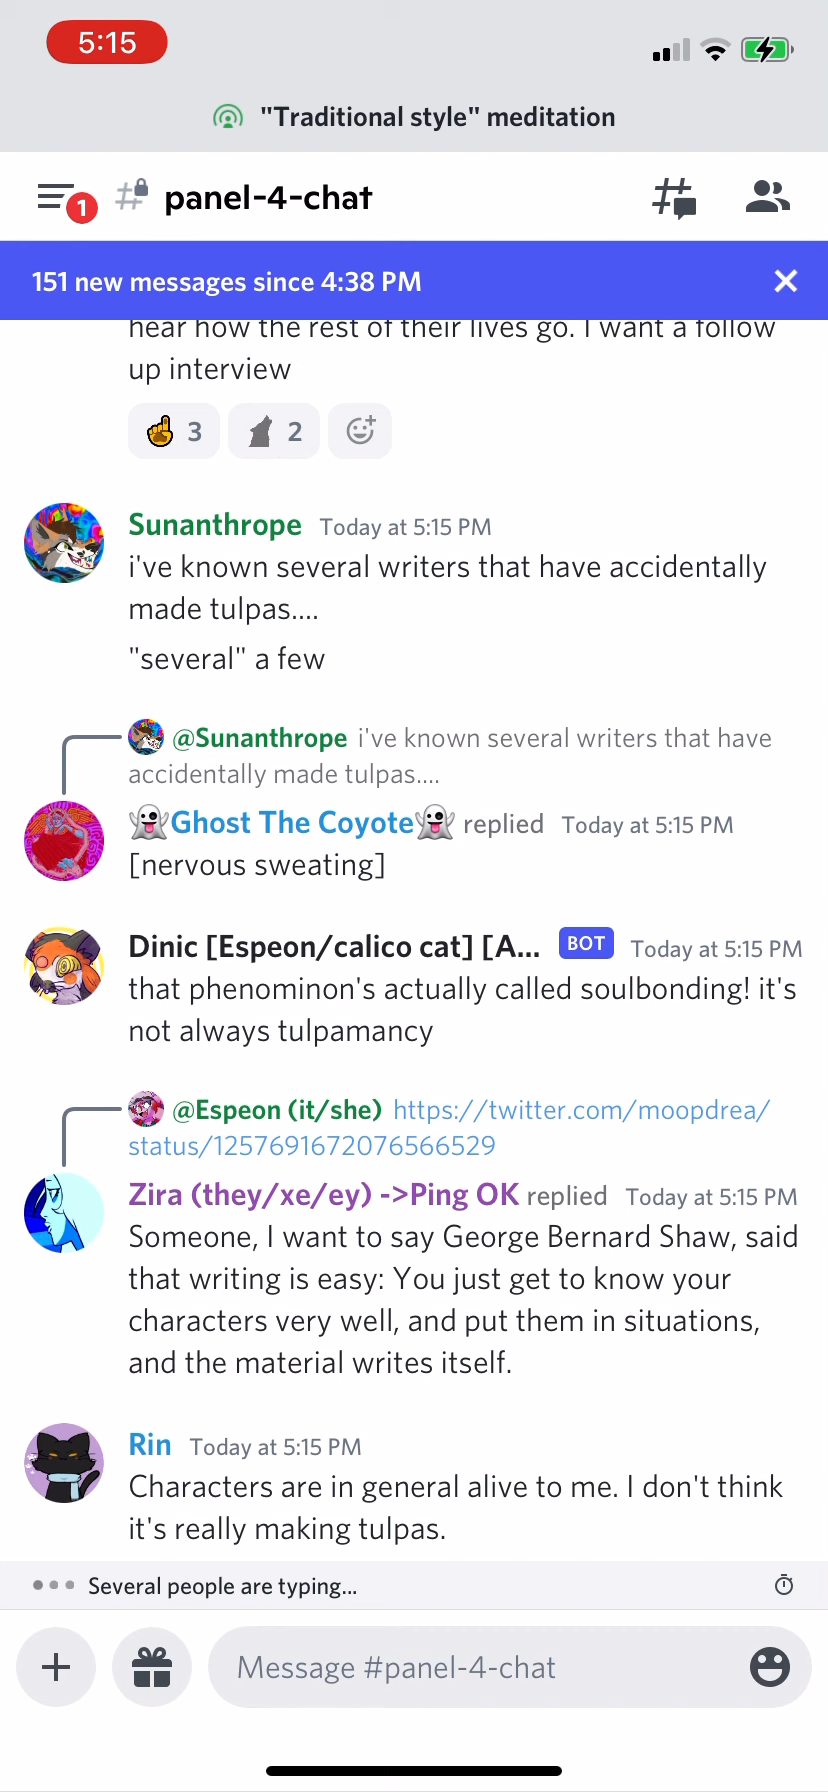 5:15
"Traditional style" meditation
1
panel-4-chat
151 new messages since 4:38 PM
hear how the rest of their lives go. I want a follow
up interview
3 2
Sunanthrope Today at 5:15 PM
i've known several writers that have accidentally
made tulpas....
"several" a few
@Sunanthrope i've known several writers that have
accidentally made tulpas....
👻Ghost The Coyote👻 replied Today at 5:15 PM
[nervous sweating]
Dinic [Espeon/calico cat] [A... BOT Today at 5:15 PM
that phenominon's actually called soulbonding! it's
not always tulpamancy
@Espeon (it/she) https://twitter.com/moopdrea/
status/1257691672076566529
Zira (they/xe/ey) ->Ping OK replied Today at 5:15 PM
Someone, I want to say George Bernard Shaw, said
that writing is easy: You just get to know your
characters very well, and put them in situations,
and the material writes itself.
Rin Today at 5:15 PM
Characters are in general alive to me. I don't think
it's really making tulpas.
Several people are typing...
Message #panel-4-chat